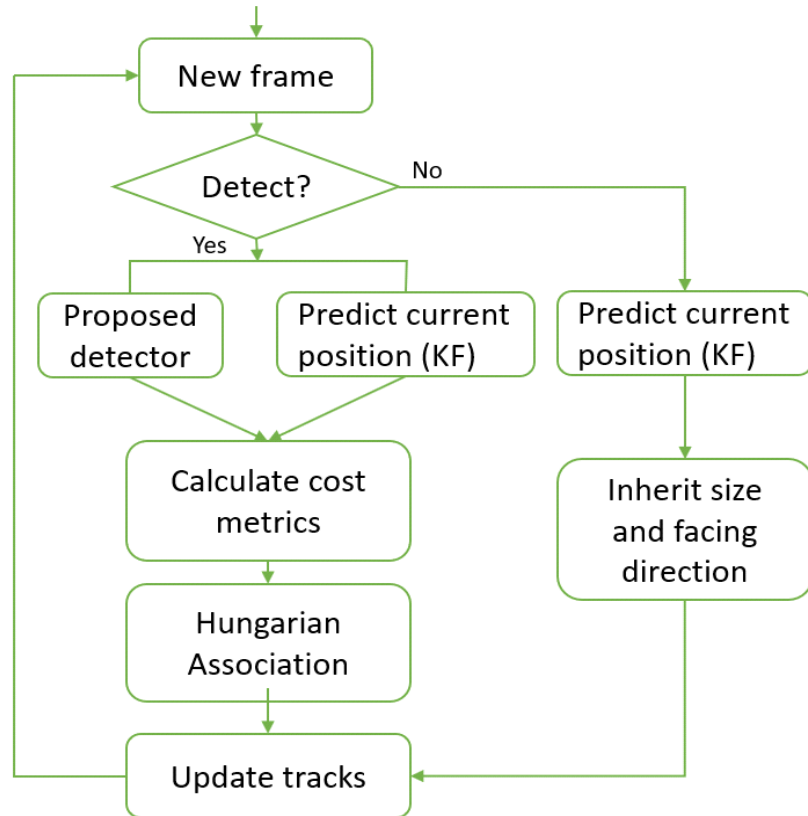 New frame
Detect?
No
Yes
Proposed
detector
Predict current
position (KF)
Predict current
position (KF)
Calculate cost
metrics
Inherit size
and facing
direction
Hungarian
Association
Update tracks